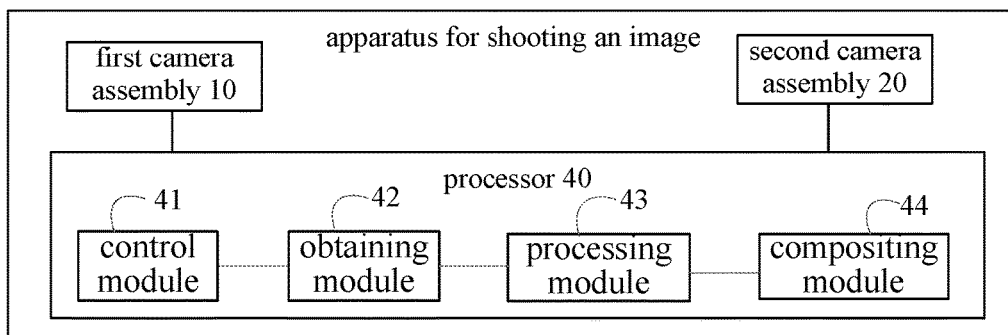 apparatus for shooting an image
first camera
assembly 10
second camera
assembly 20
processor 40
41
42
43
44
control
module
obtaining
module
processing
module
compositing
module